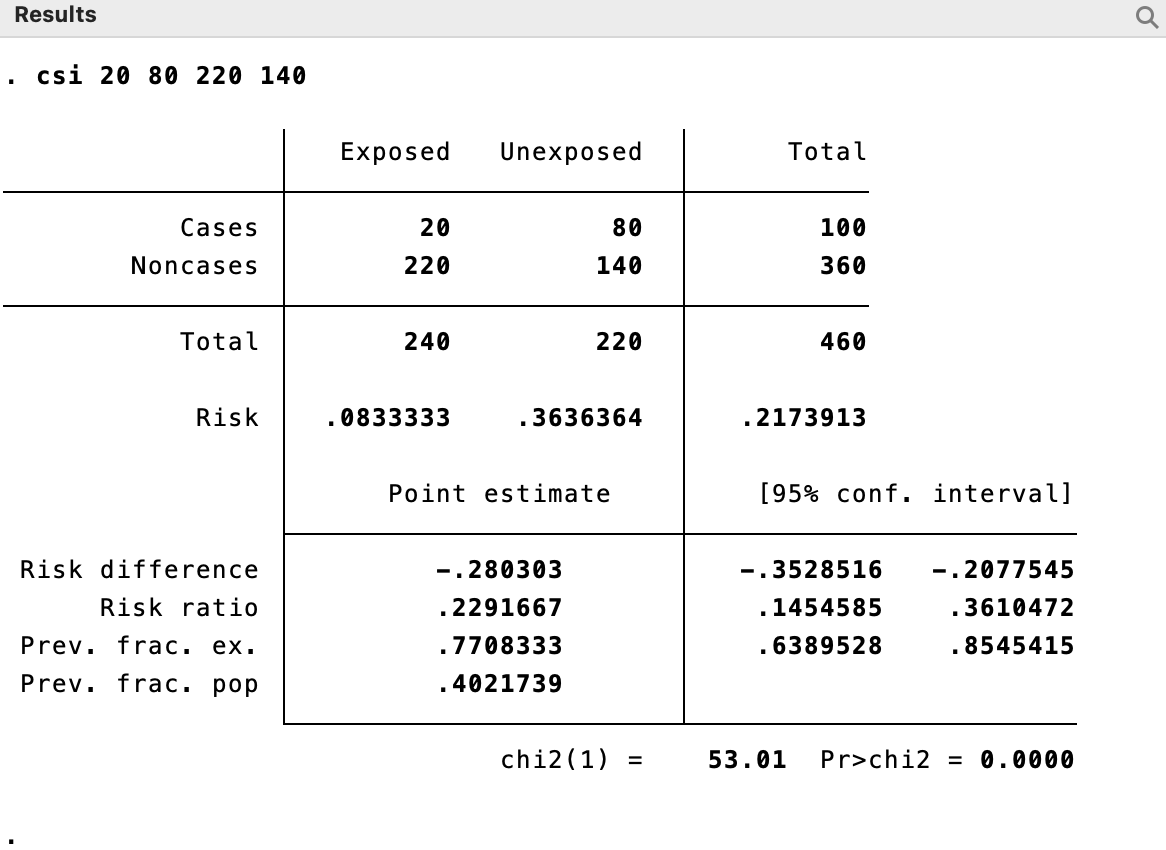 Results
. csi 20 80 220 140
Exposed Unexposed Total
Cases 20 80 100
Noncases 220 140 360
Total 240 220 460
Risk .0833333 .3636364 .2173913
Point estimate [95% conf. interval]
Risk difference -.280303 -.3528516 -.2077545
Risk ratio .2291667 .1454585 .3610472
Prev. frac. ex. .7708333 .6389528 .8545415
Prev. frac. pop .4021739
chi2(1) = 53.01 Pr>chi2 = 0.0000
.